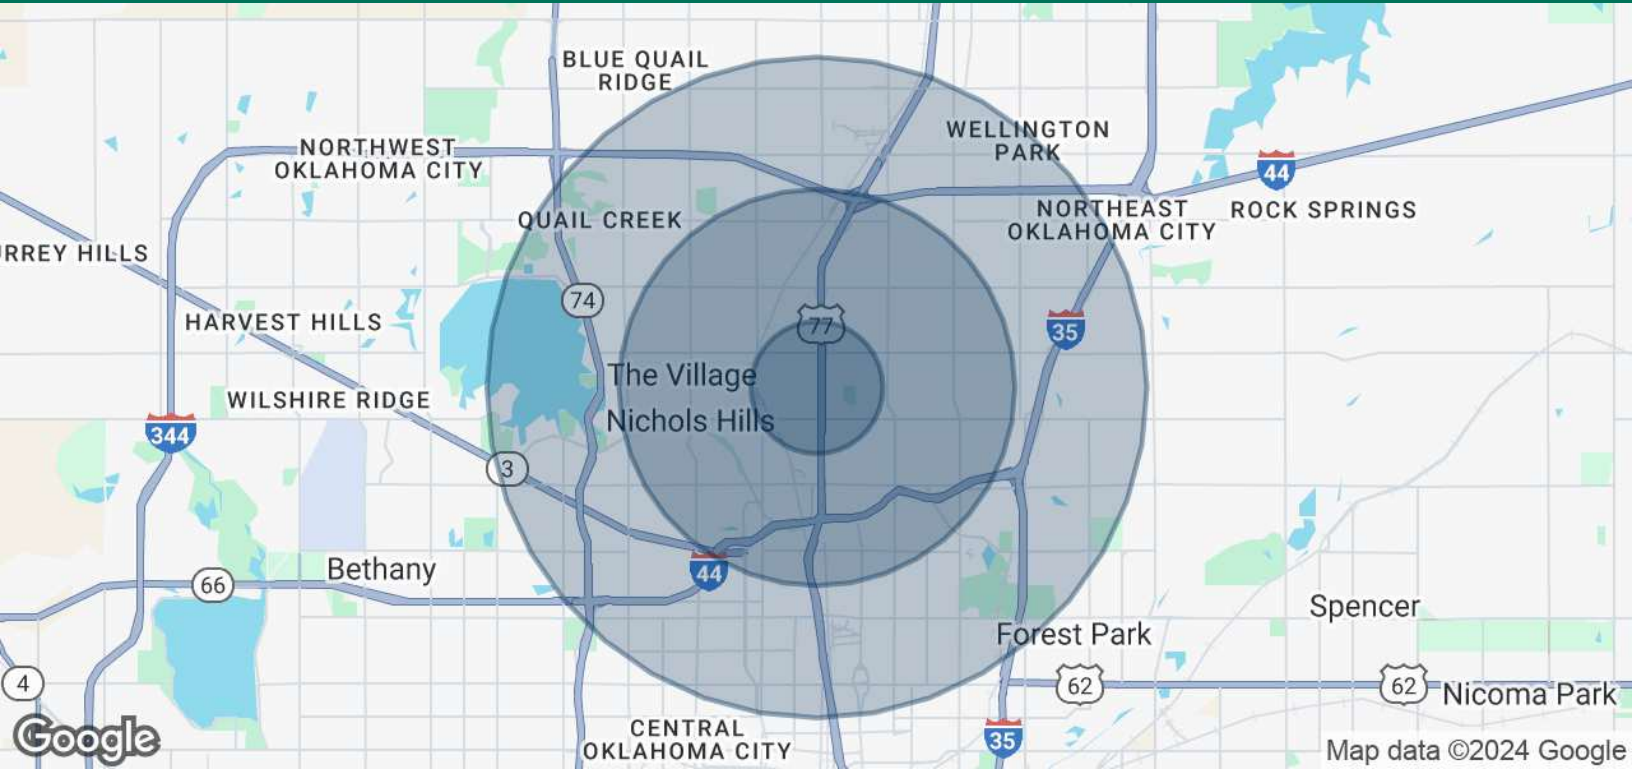 BLUE QUAIL
RIDGE
WELLINGTON
PARK
NORTHWEST
OKLAHOMA CITY
44
QUAIL CREEK
NORTHEAST
OKLAHOMA CITY
ROCK SPRINGS
RREY HILLS
74
HARVEST HILLS
77
35
The Village
WILSHIRE RIDGE
Nichols Hills
344
3
Bethany
44
66
Spencer
Forest Park
4
62
62
Nicoma Park
CENTRAL
OKLAHOMA CITY
35
Google
Map data ©2024 Google